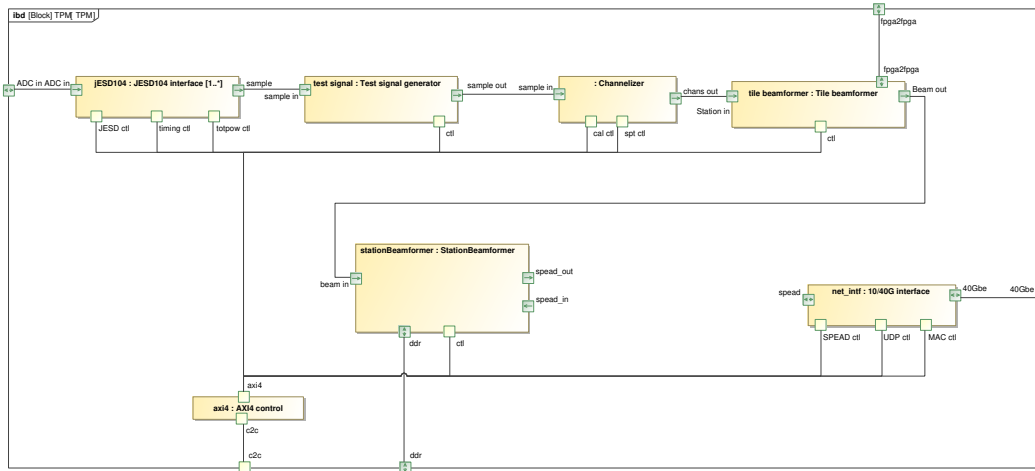 ibd [Block] TPM[ TPM]
fpga2fpga
fpga2fpga
ADC in ADC in
jESD104 : JESD104 interface [1..*]
sample
sample in
test signal : Test signal generator
sample out
sample in
: Channelizer
chans out
Station in
tile beamformer : Tile beamformer
Beam out
JESD ctl
timing ctl
totpow ctl
ctl
cal ctl
spt ctl
ctl
stationBeamformer : StationBeamformer
beam in
spead_out
spead_in
ddr
ctl
spead
net_intf : 10/40G interface
40Gbe
40Gbe
SPEAD ctl
UDP ctl
MAC ctl
axi4
axi4 : AXI4 control
c2c
c2c
ddr